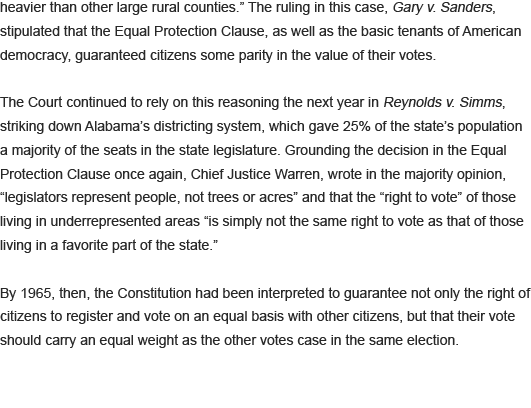 heavier than other large rural counties.” The ruling in this case, Gary v. Sanders,
stipulated that the Equal Protection Clause, as well as the basic tenants of American
democracy, guaranteed citizens some parity in the value of their votes.
The Court continued to rely on this reasoning the next year in Reynolds v. Simms,
striking down Alabama’s districting system, which gave 25% of the state’s population
a majority of the seats in the state legislature. Grounding the decision in the Equal
Protection Clause once again, Chief Justice Warren, wrote in the majority opinion,
“legislators represent people, not trees or acres” and that the “right to vote” of those
living in underrepresented areas “is simply not the same right to vote as that of those
living in a favorite part of the state.”
By 1965, then, the Constitution had been interpreted to guarantee not only the right of
citizens to register and vote on an equal basis with other citizens, but that their vote
should carry an equal weight as the other votes case in the same election.